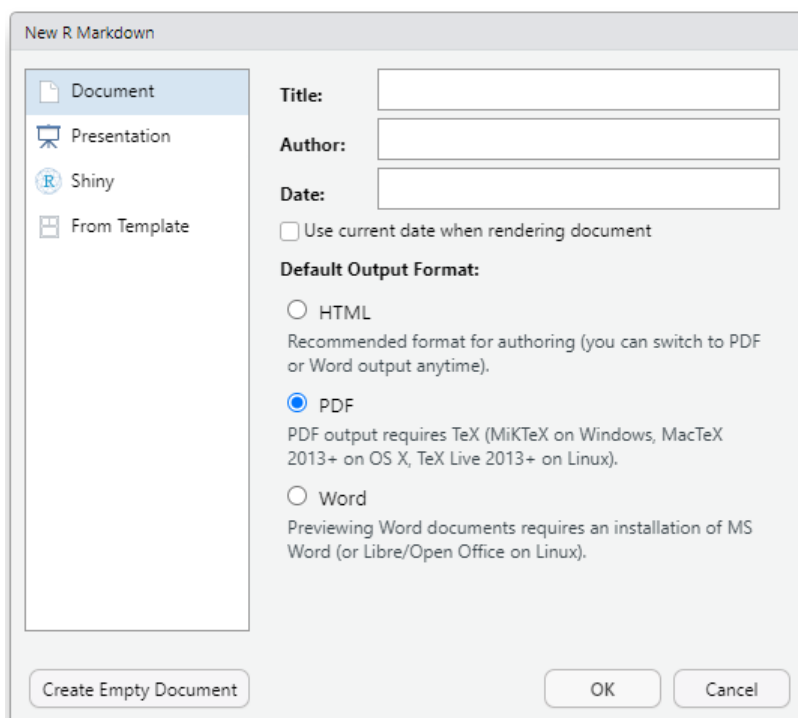 New R Markdown
Document
Presentation
Shiny
From Template
Title:
Author:
Date:
Use current date when rendering document
Default Output Format:
HTML
Recommended format for authoring (you can switch to PDF
or Word output anytime).
PDF
PDF output requires TeX (MiKTeX on Windows, MacTeX
2013+ on OS X, TeX Live 2013+ on Linux).
Word
Previewing Word documents requires an installation of MS
Word (or Libre/Open Office on Linux).
Create Empty Document
OK
Cancel